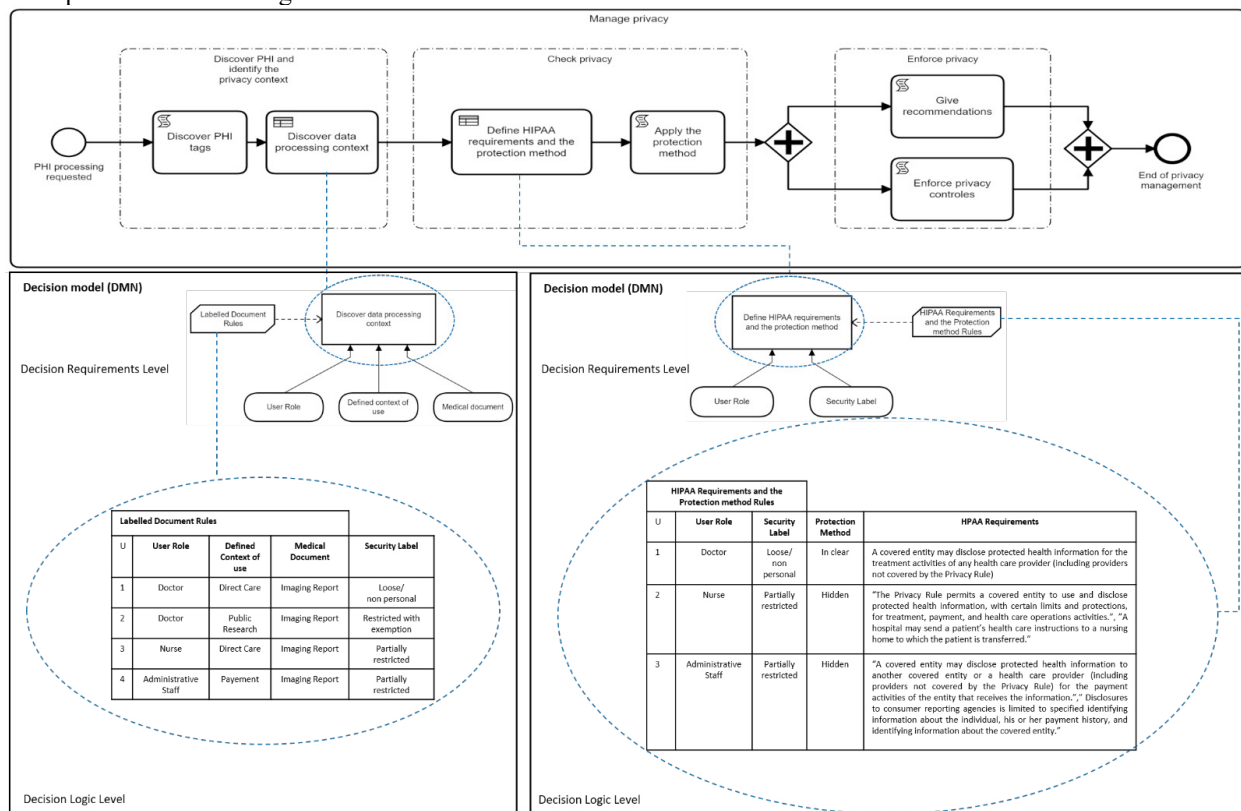 Manage privacy
Discover PHI and
identify the
privacy context
Check privacy
Enforce privacy
PHI processing
requested
Discover PHI
tags
Discover data
processing context
Define HIPAA
requirements and the
protection method
Apply the
protection method
Give
recommendations
Enforce privacy
controles
End of privacy
management
Decision model (DMN)
Labelled Document
Rules
Discover data processing
context
Decision Requirements Level
User Role
Defined context of
use
Medical document
Labelled Document Rules
U User Role Defined Context of use Medical Document Security Label
1 Doctor Direct Care Imaging Report Loose/ non personal
2 Doctor Public Research Imaging Report Restricted with exemption
3 Nurse Direct Care Imaging Report Partially restricted
4 Administrative Staff Payement Imaging Report Partially restricted
Decision Logic Level
Decision model (DMN)
Define HIPAA requirements
and the protection method
HIPAA Requirements
and the Protection
method Rules
Decision Requirements Level
User Role
Security Label
HIPAA Requirements and the
Protection method Rules
U User Role Security Label Protection Method HPAA Requirements
1 Doctor Loose/ non personal In clear A covered entity may disclose protected health information for the
treatment activities of any health care provider (including providers
not covered by the Privacy Rule)
2 Nurse Partially restricted Hidden "The Privacy Rule permits a covered entity to use and disclose
protected health information, with certain limits and protections,
for treatment, payment, and health care operations activities.", "A
hospital may send a patient's health care instructions to a nursing
home to which the patient is transferred."
3 Administrative Staff Partially restricted Hidden "A covered entity may disclose protected health information to
another covered entity or a health care provider (including
providers not covered by the Privacy Rule) for the payment
activities of the entity that receives the information."," Disclosures
to consumer reporting agencies is limited to specified identifying
information about the individual, his or her payment history, and
identifying information about the covered entity."
Decision Logic Level